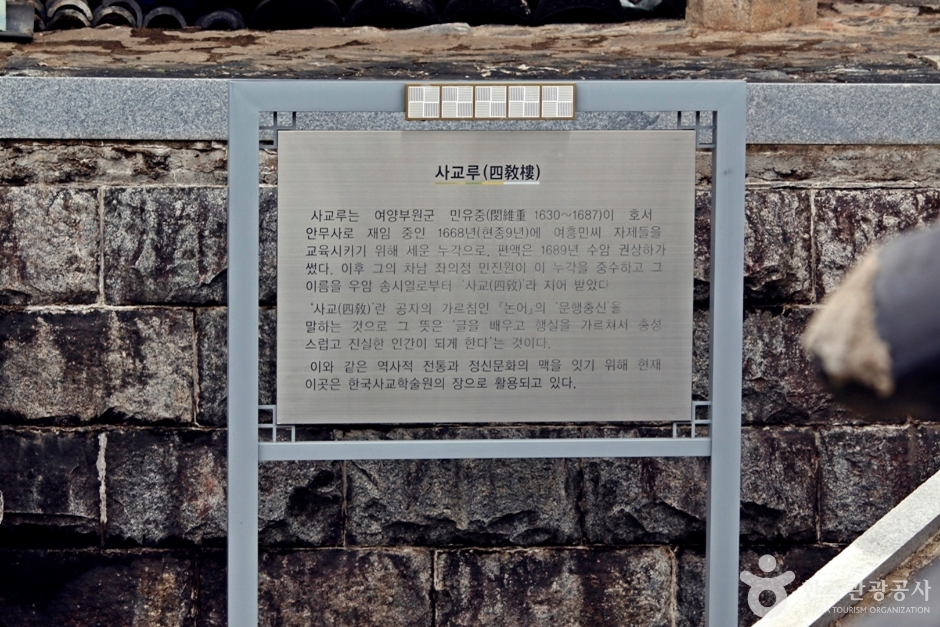 사교루(四敎樓)
사교루는 여양부원군 민유중(閔維重 1630~1687)이 호서
안무사로 재임 중인 1668년(현종9년)에 여흥민씨 자제들을
교육시키기 위해 세운 누각으로, 편액은 1689년 수암 권상하가
썼다. 이후 그의 차남 좌의정 민진원이 이 누각을 중수하고 그
이름을 우암 송시열로부터 '사교(四敎)'라 지어 받았다
'사교(四敎)'란 공자의 가르침인 『논어』의 '문행충신'을
말하는 것으로 그 뜻은 '글을 배우고 행실을 가르쳐서 충성
스럽고 진실한 인간이 되게 한다'는 것이다.
이와 같은 역사적 전통과 정신문화의 맥을 잇기 위해 현재
이곳은 한국사교학술원의 장으로 활용되고 있다.
관광공사
TOURISM ORGANIZATION